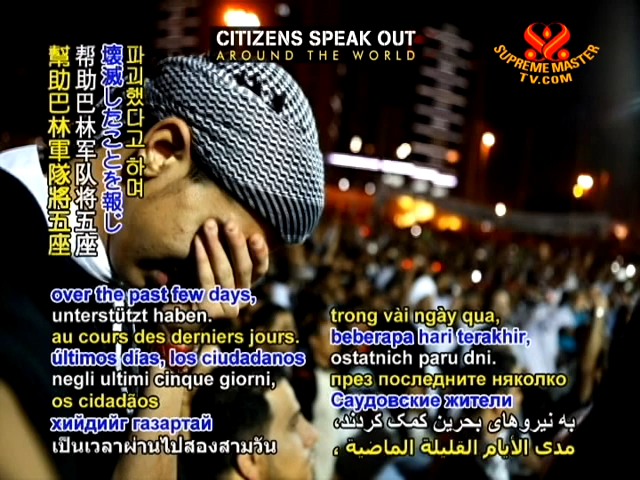 CITIZENS SPEAK OUT
AROUND THE WORLD
SUPREME MASTER
TV.COM
파괴했다고 하며
壊滅したことを報じ
帮助巴林军队将五座
幫助巴林軍隊將五座
over the past few days,
unterstützt haben.
au cours des derniers jours.
últimos días, los ciudadanos
negli ultimi cinque giorni,
os cidadãos
хийдийг газартай
เป็นเวลาผ่านไปสองสามวัน
trong vài ngày qua,
beberapa hari terakhir,
ostatnich paru dni.
през последните няколко
Саудовские жители
به نیروهای بحرین کمک کردند،
مدى الأيام القليلة الماضية ،